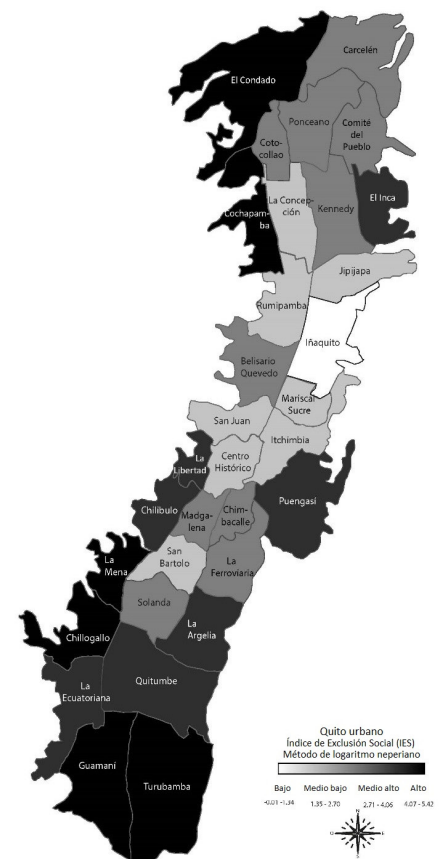 Carcelén
El Condado
Ponceano
Comité
del
Pueblo
Coto-
collao
La Concep-
ción
Kennedy
El Inca
Cochapam-
ba
Jipijapa
Rumipamba
Iñaquito
Belisario
Quevedo
Mariscal
Sucre
San Juan
Itchimbia
La
Libertad
Centro
Histórico
Puengasí
Chilibulo
Madga-
lena
Chim-
bacalle
San
Bartolo
La
Mena
La
Ferroviaria
Solanda
La
Argelia
Chillogallo
La
Ecuatoriana
Quitumbe
Guamaní
Turubamba
Quito urbano
Índice de Exclusión Social (IES)
Método de logaritmo neperiano
Bajo Medio bajo Medio alto Alto
-0.01 -1.34 1.35 - 2.70 2.71 - 4.06 4.07 - 5.42
N
O E
S